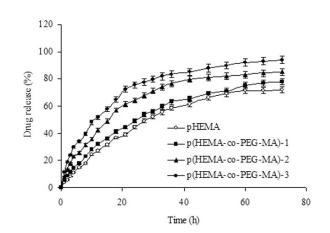 Drug release (%)
120
100
80
60
40
20
0
pHEMA
p(HEMA-co-PEG-MA)-1
p(HEMA-co-PEG-MA)-2
p(HEMA-co-PEG-MA)-3
0 20 40 60 80
Time (h)